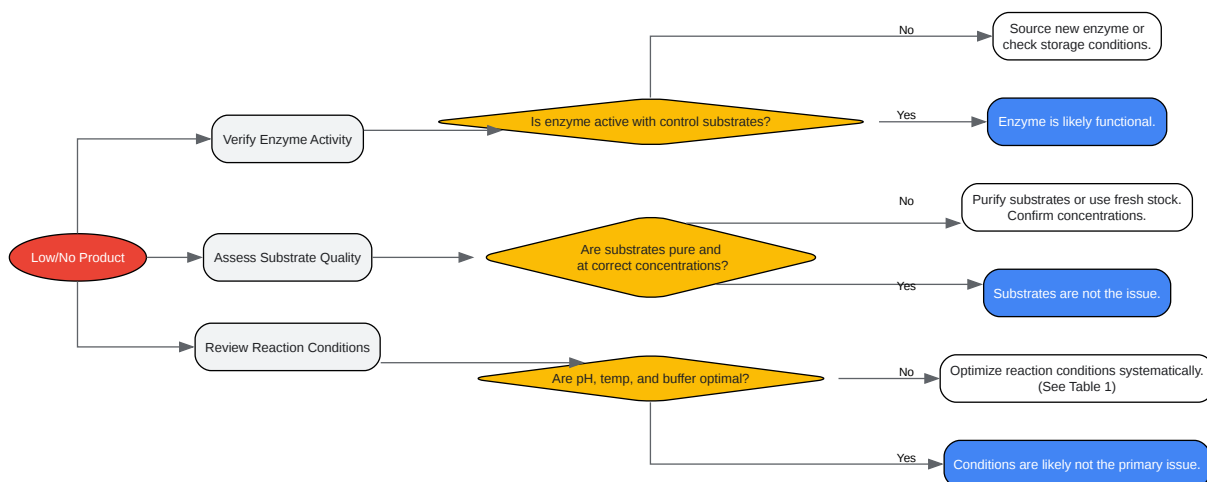 No
Source new enzyme or
check storage conditions.
Verify Enzyme Activity
Is enzyme active with control substrates?
Yes
Enzyme is likely functional.
No
Purify substrates or use fresh stock.
Confirm concentrations.
Low/No Product
Assess Substrate Quality
Are substrates pure and
at correct concentrations?
Yes
Substrates are not the issue.
Review Reaction Conditions
Are pH, temp, and buffer optimal?
No
Optimize reaction conditions systematically.
(See Table 1)
Yes
Conditions are likely not the primary issue.